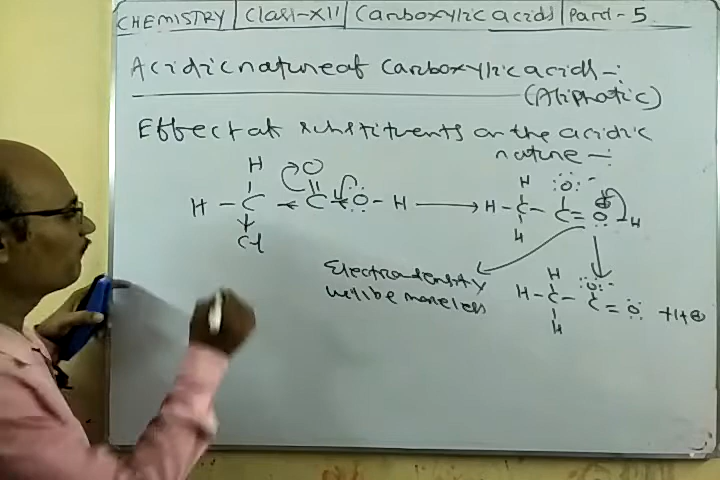 CHEMISTRY | Class-XII | Carboxylic acids | Part-5
Acidic nature of Carboxylic acids -:
(Aliphatic)
Effect of substituents on the acidic
nature -:
H O
H - C - C - O - H → H - C - C = O - H
Cl
H
O
H
Electron density
will be more less
H O
H - C - C = O + H⊕
H